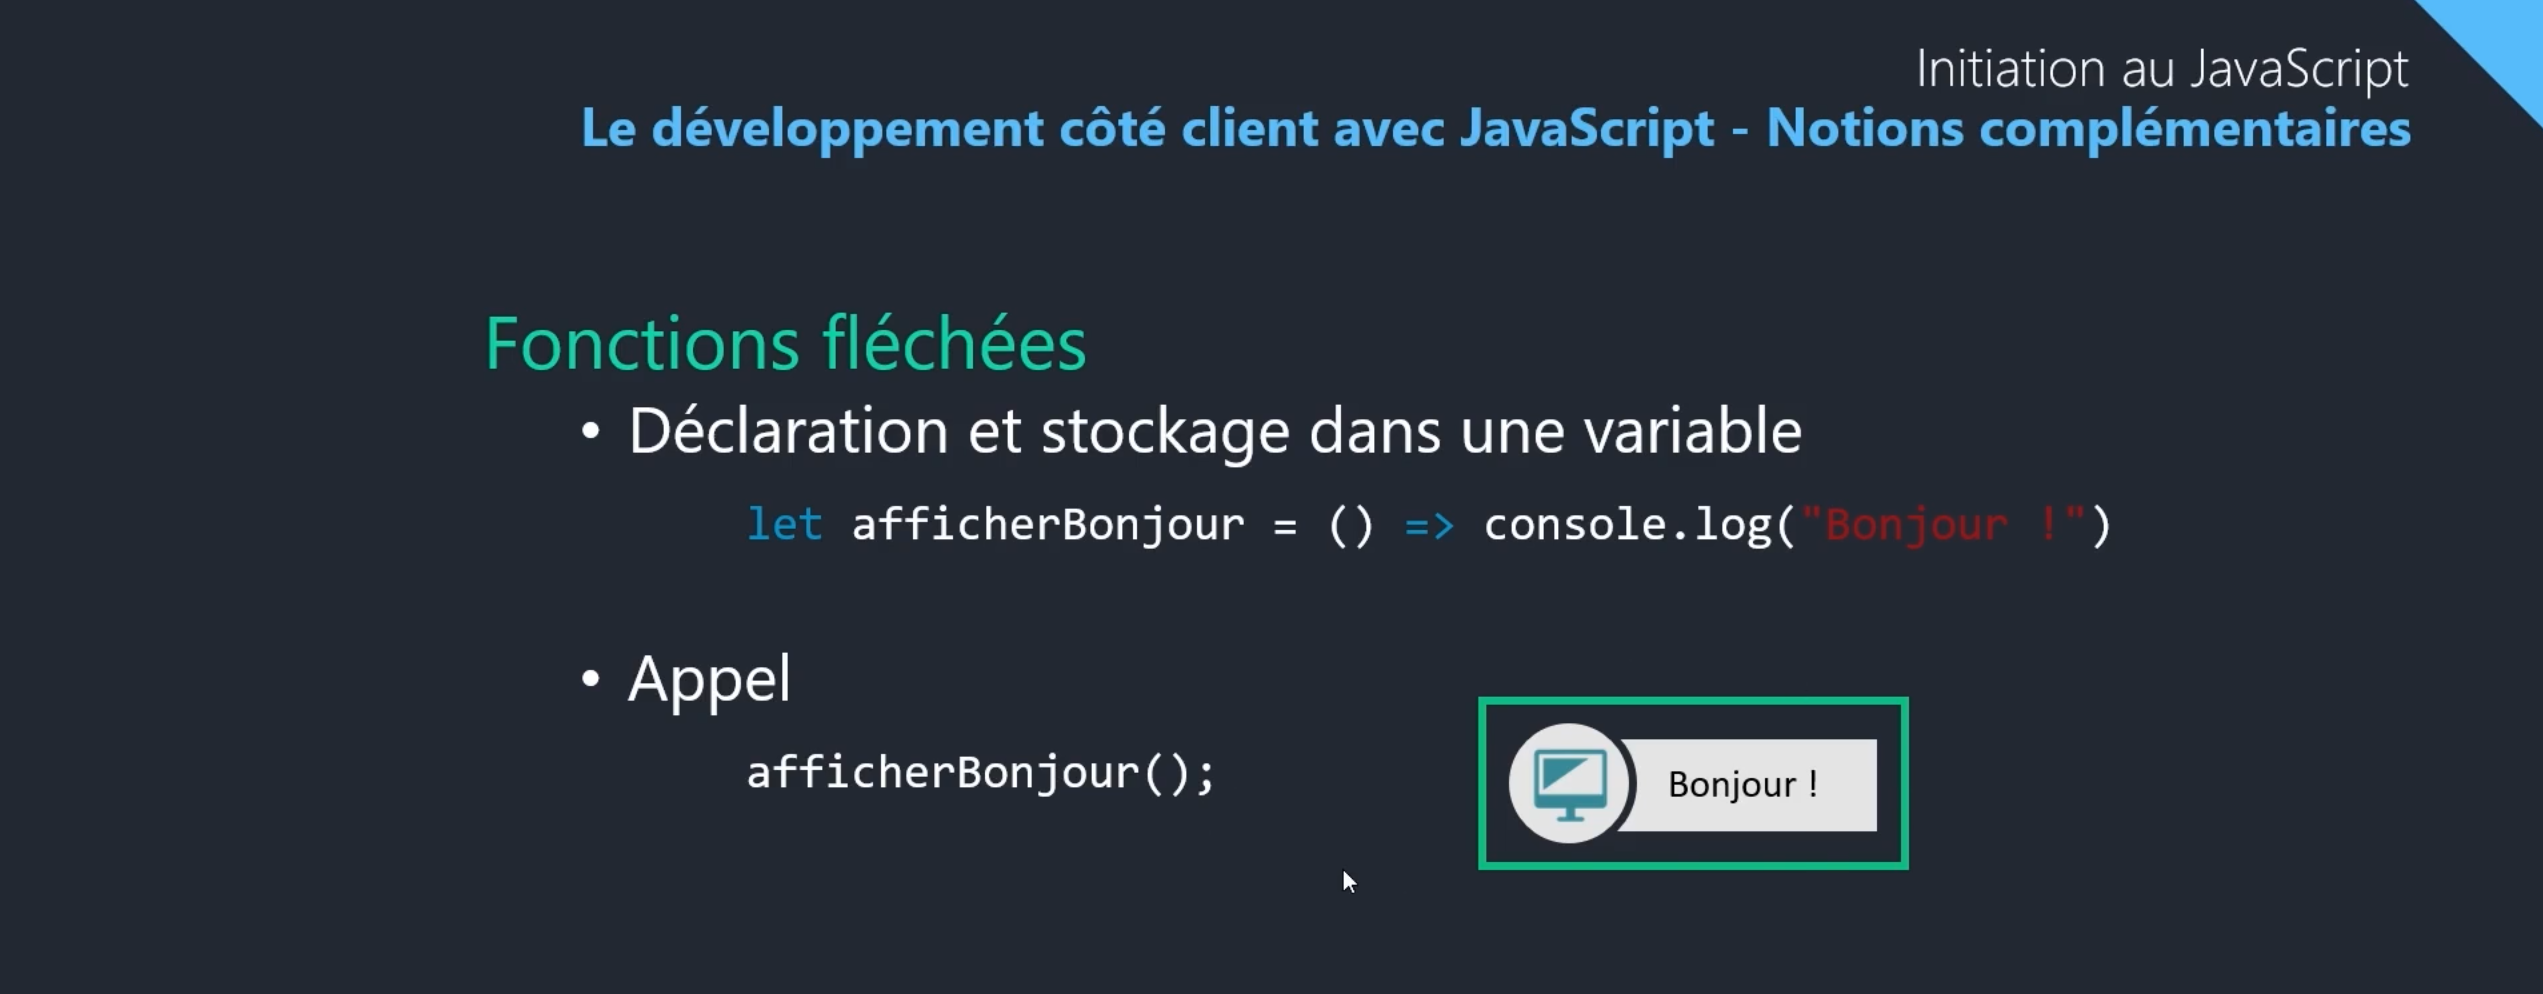 Initiation au JavaScript
Le développement côté client avec JavaScript - Notions complémentaires
Fonctions fléchées
• Déclaration et stockage dans une variable
let afficherBonjour = () => console.log("Bonjour !")
• Appel
afficherBonjour();
Bonjour !